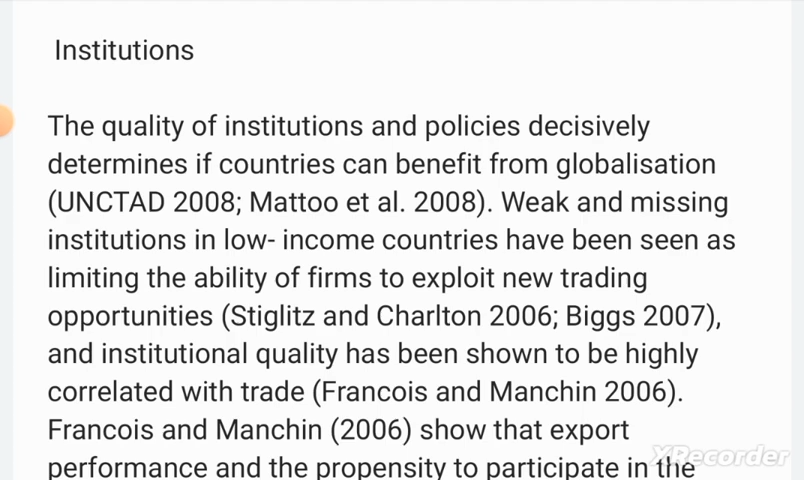 Institutions
The quality of institutions and policies decisively
determines if countries can benefit from globalisation
(UNCTAD 2008; Mattoo et al. 2008). Weak and missing
institutions in low- income countries have been seen as
limiting the ability of firms to exploit new trading
opportunities (Stiglitz and Charlton 2006; Biggs 2007),
and institutional quality has been shown to be highly
correlated with trade (Francois and Manchin 2006).
Francois and Manchin (2006) show that export
performance and the propensity to participate in the
XRecorder